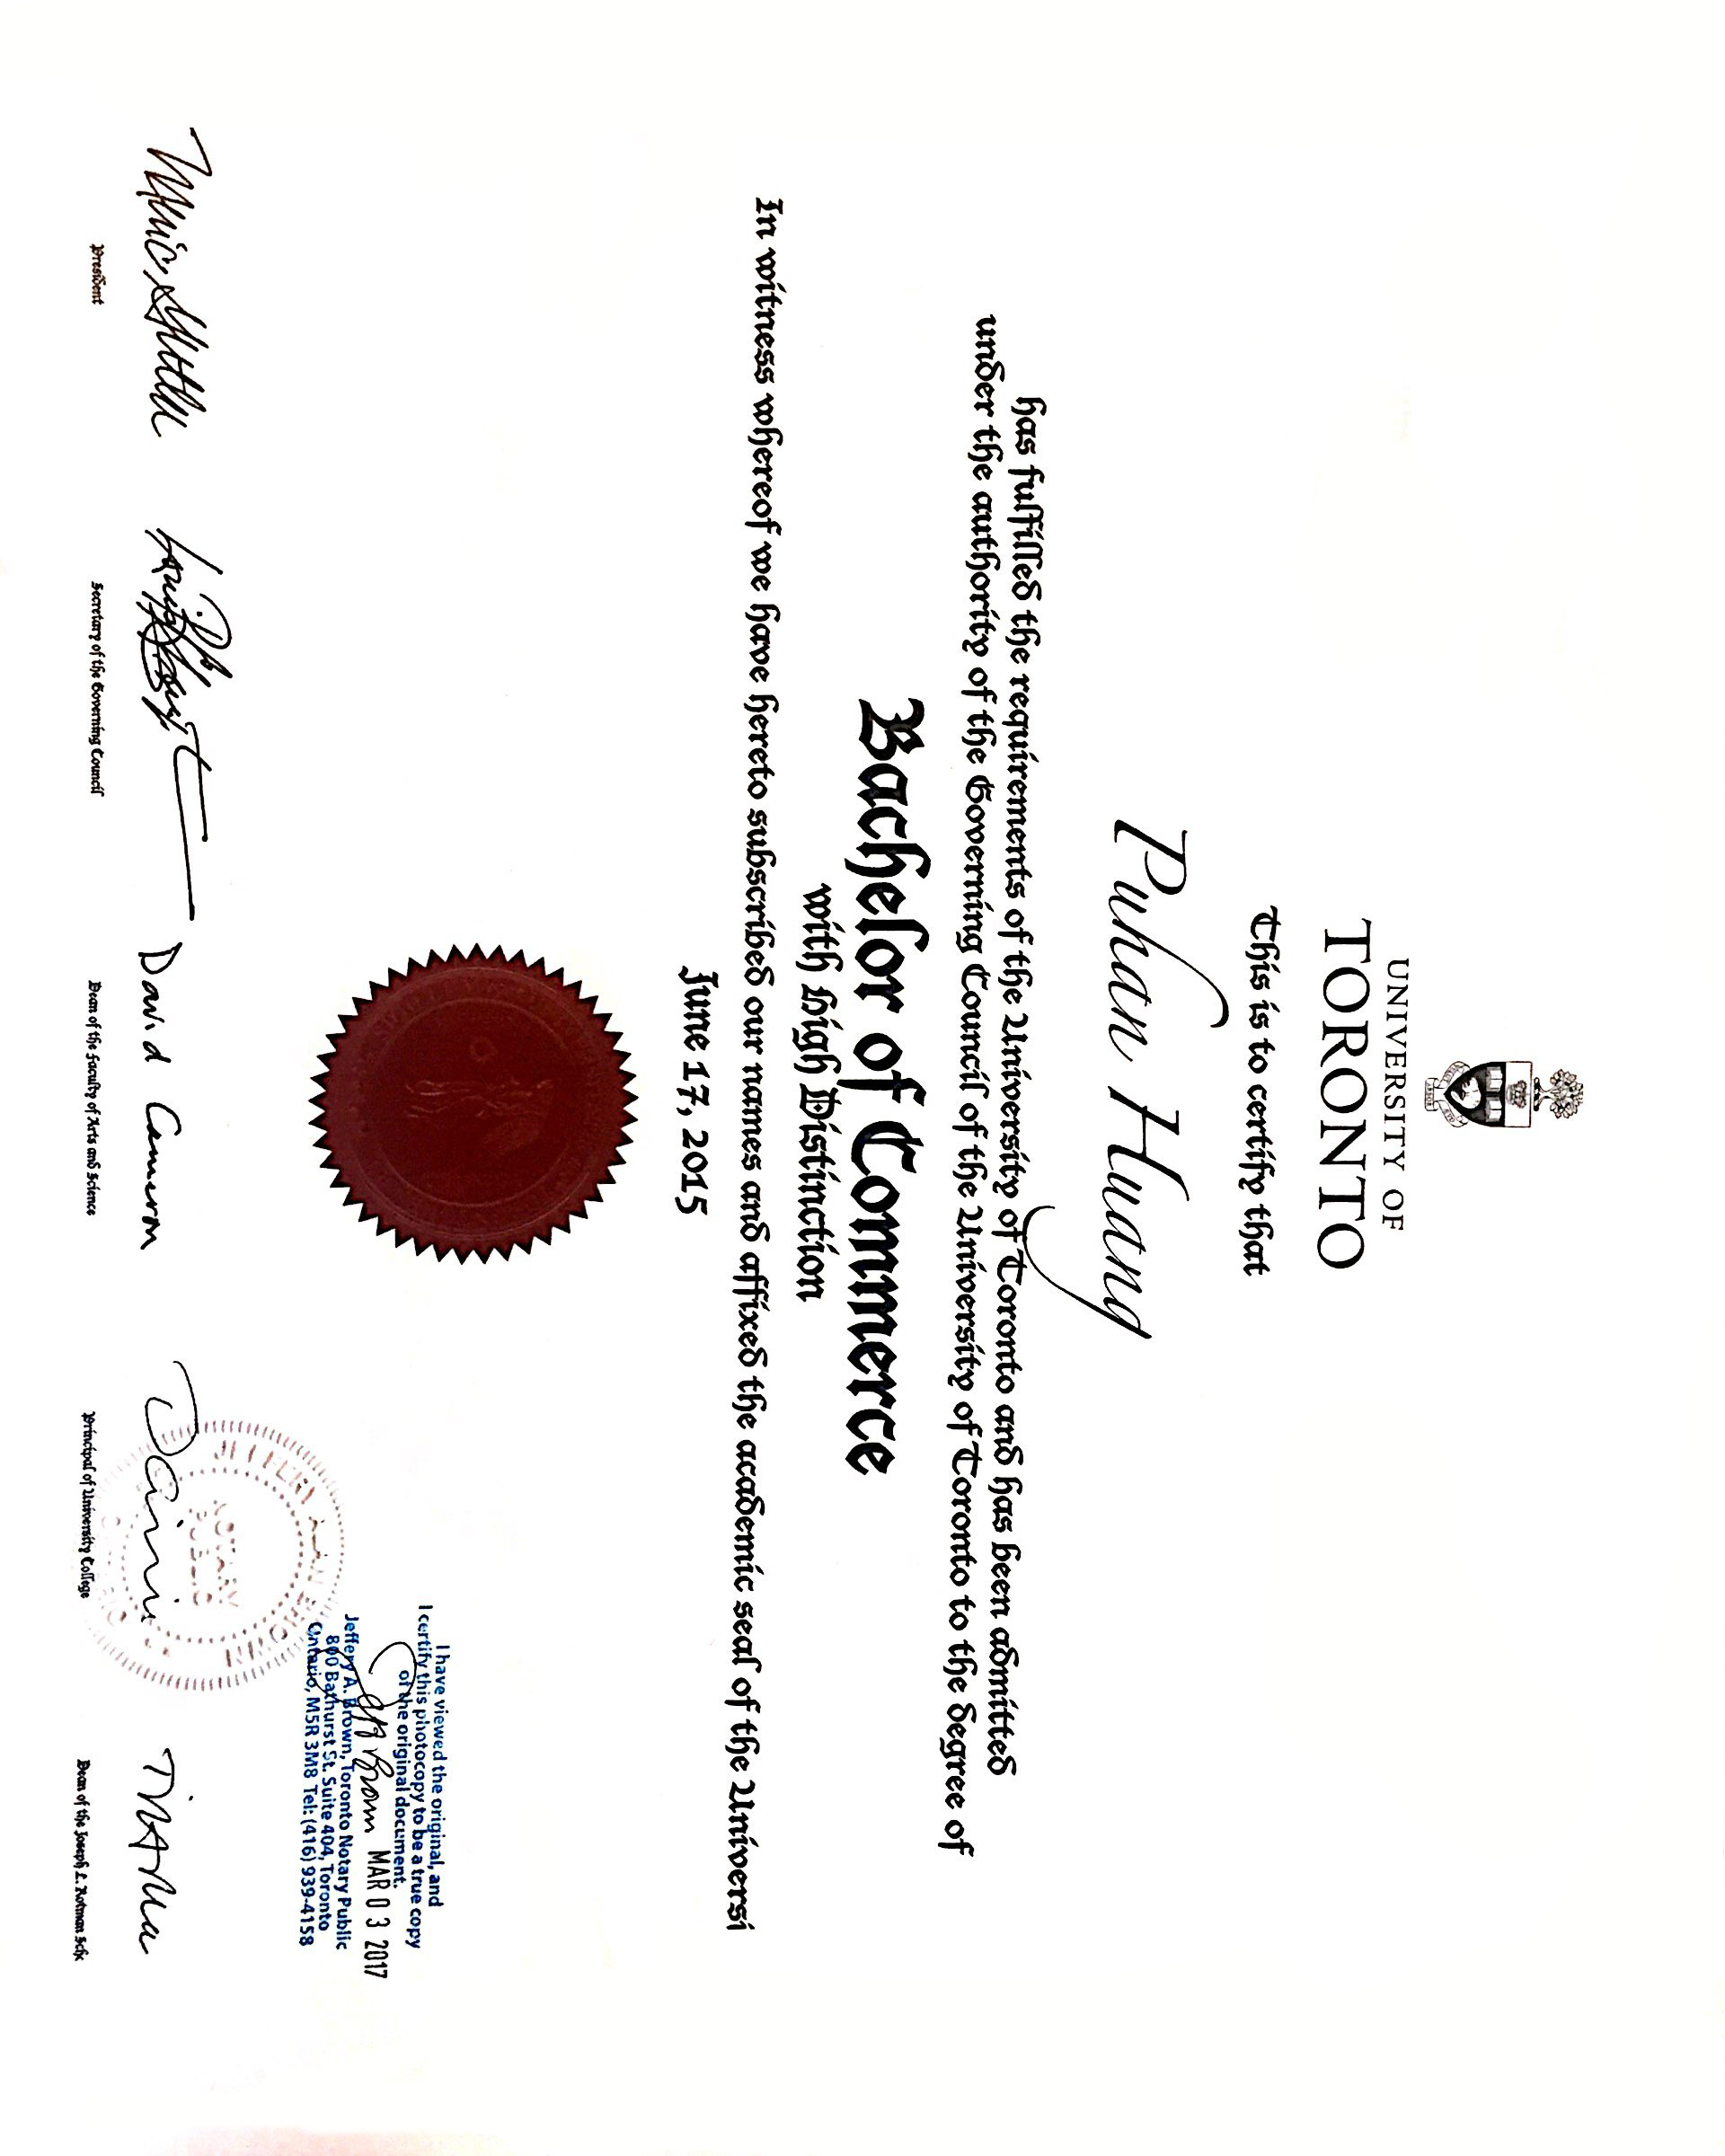 UNIVERSITY OF
TORONTO
This is to certify that
Puhan Huang
has fulfilled the requirements of the University of Toronto and has been admitted
under the authority of the Governing Council of the University of Toronto to the degree of
Bachelor of Commerce
with High Distinction
In witness whereof we have hereto subscribed our names and affixed the academic seal of the Universi
June 17, 2015
I have viewed the original, and
I certify this photocopy to be a true copy
of the original document.
MAR 03 2017
Jeffery A. Brown, Toronto Notary Public
800 Bathurst St. Suite 404, Toronto
Ontario, M5R 3M8 Tel: (416) 939-4158
ALAN BROWN
NOTARY
PUBLIC
David Cameron
President
Secretary of the Governing Council
Dean of the Faculty of Arts and Science
Principal of University College
Dean of the Joseph L. Rotman Sch